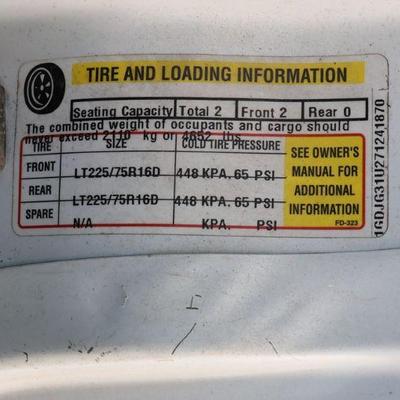 TIRE AND LOADING INFORMATION
Seating Capacity Total 2 Front 2 Rear 0
The combined weight of occupants and cargo should
never exceed 2110 kg or 4652 lbs
TIRE SIZE COLD TIRE PRESSURE
FRONT LT225/75R16D 448 KPA. 65 PSI
REAR LT225/75R16D 448 KPA. 65 PSI
SPARE N/A KPA. PSI
SEE OWNER'S
MANUAL FOR
ADDITIONAL
INFORMATION
FD-323
1GDJG31U271241870